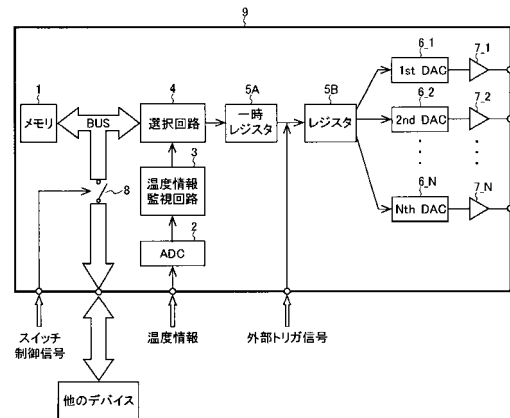 9
1
メモリ
BUS
4
選択回路
5A
一時
レジスタ
5B
レジスタ
6_1
1st DAC
7_1
6_2
2nd DAC
7_2
6_N
Nth DAC
7_N
3
温度情報
監視回路
8
2
ADC
スイッチ
制御信号
温度情報
外部トリガ信号
他のデバイス